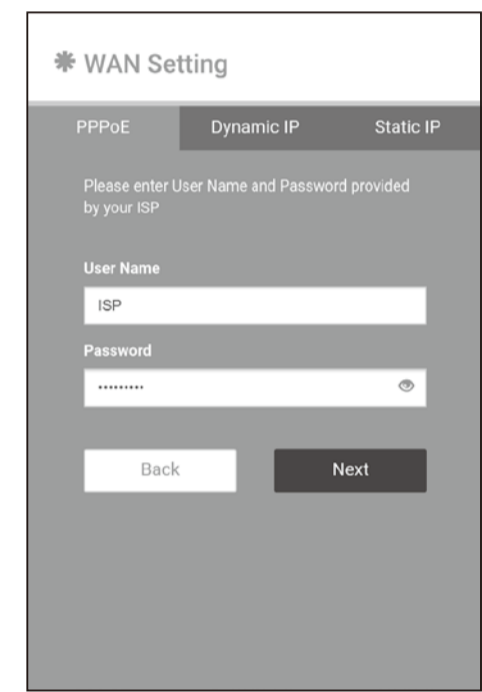 WAN Setting
PPPoE Dynamic IP Static IP
Please enter User Name and Password provided
by your ISP
User Name
ISP
Password
•••••••••
Back Next